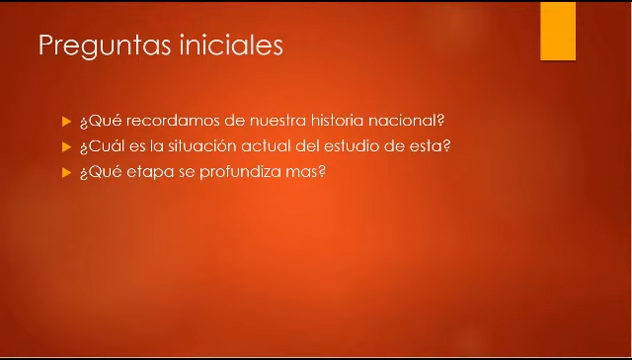 Preguntas iniciales
¿Qué recordamos de nuestra historia nacional?
¿Cuál es la situación actual del estudio de esta?
¿Qué etapa se profundiza mas?